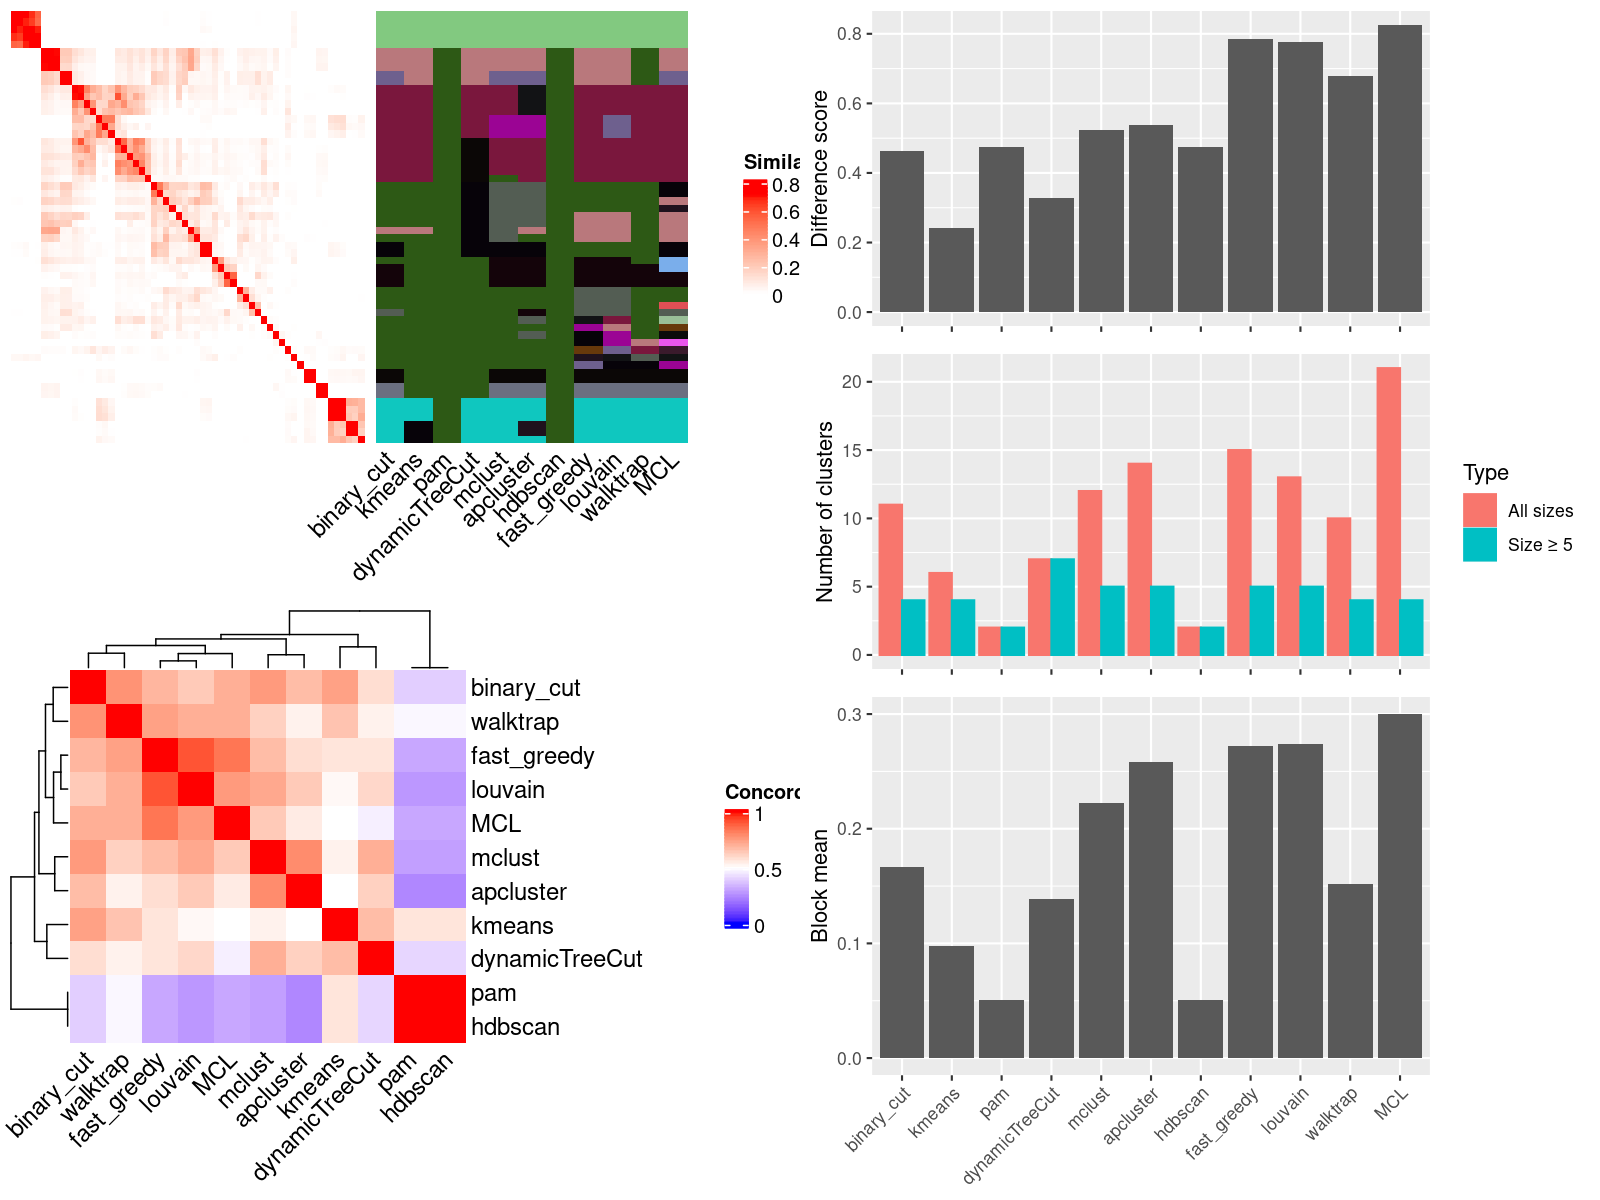 Simila
0.8
0.6
0.4
0.2
0
binary_cut
kmeans
pam
dynamicTreeCut
mclust
apcluster
hdbscan
fast_greedy
louvain
walktrap
MCL
binary_cut
walktrap
fast_greedy
louvain
MCL
mclust
apcluster
kmeans
dynamicTreeCut
pam
hdbscan
binary_cut
walktrap
fast_greedy
louvain
MCL
mclust
apcluster
kmeans
dynamicTreeCut
pam
hdbscan
Concord
1
0.5
0
Difference score
0.8
0.6
0.4
0.2
0.0
Number of clusters
20
15
10
5
0
Type
All sizes
Size ≥ 5
Block mean
0.3
0.2
0.1
0.0
binary_cut
kmeans
pam
dynamicTreeCut
mclust
apcluster
hdbscan
fast_greedy
louvain
walktrap
MCL